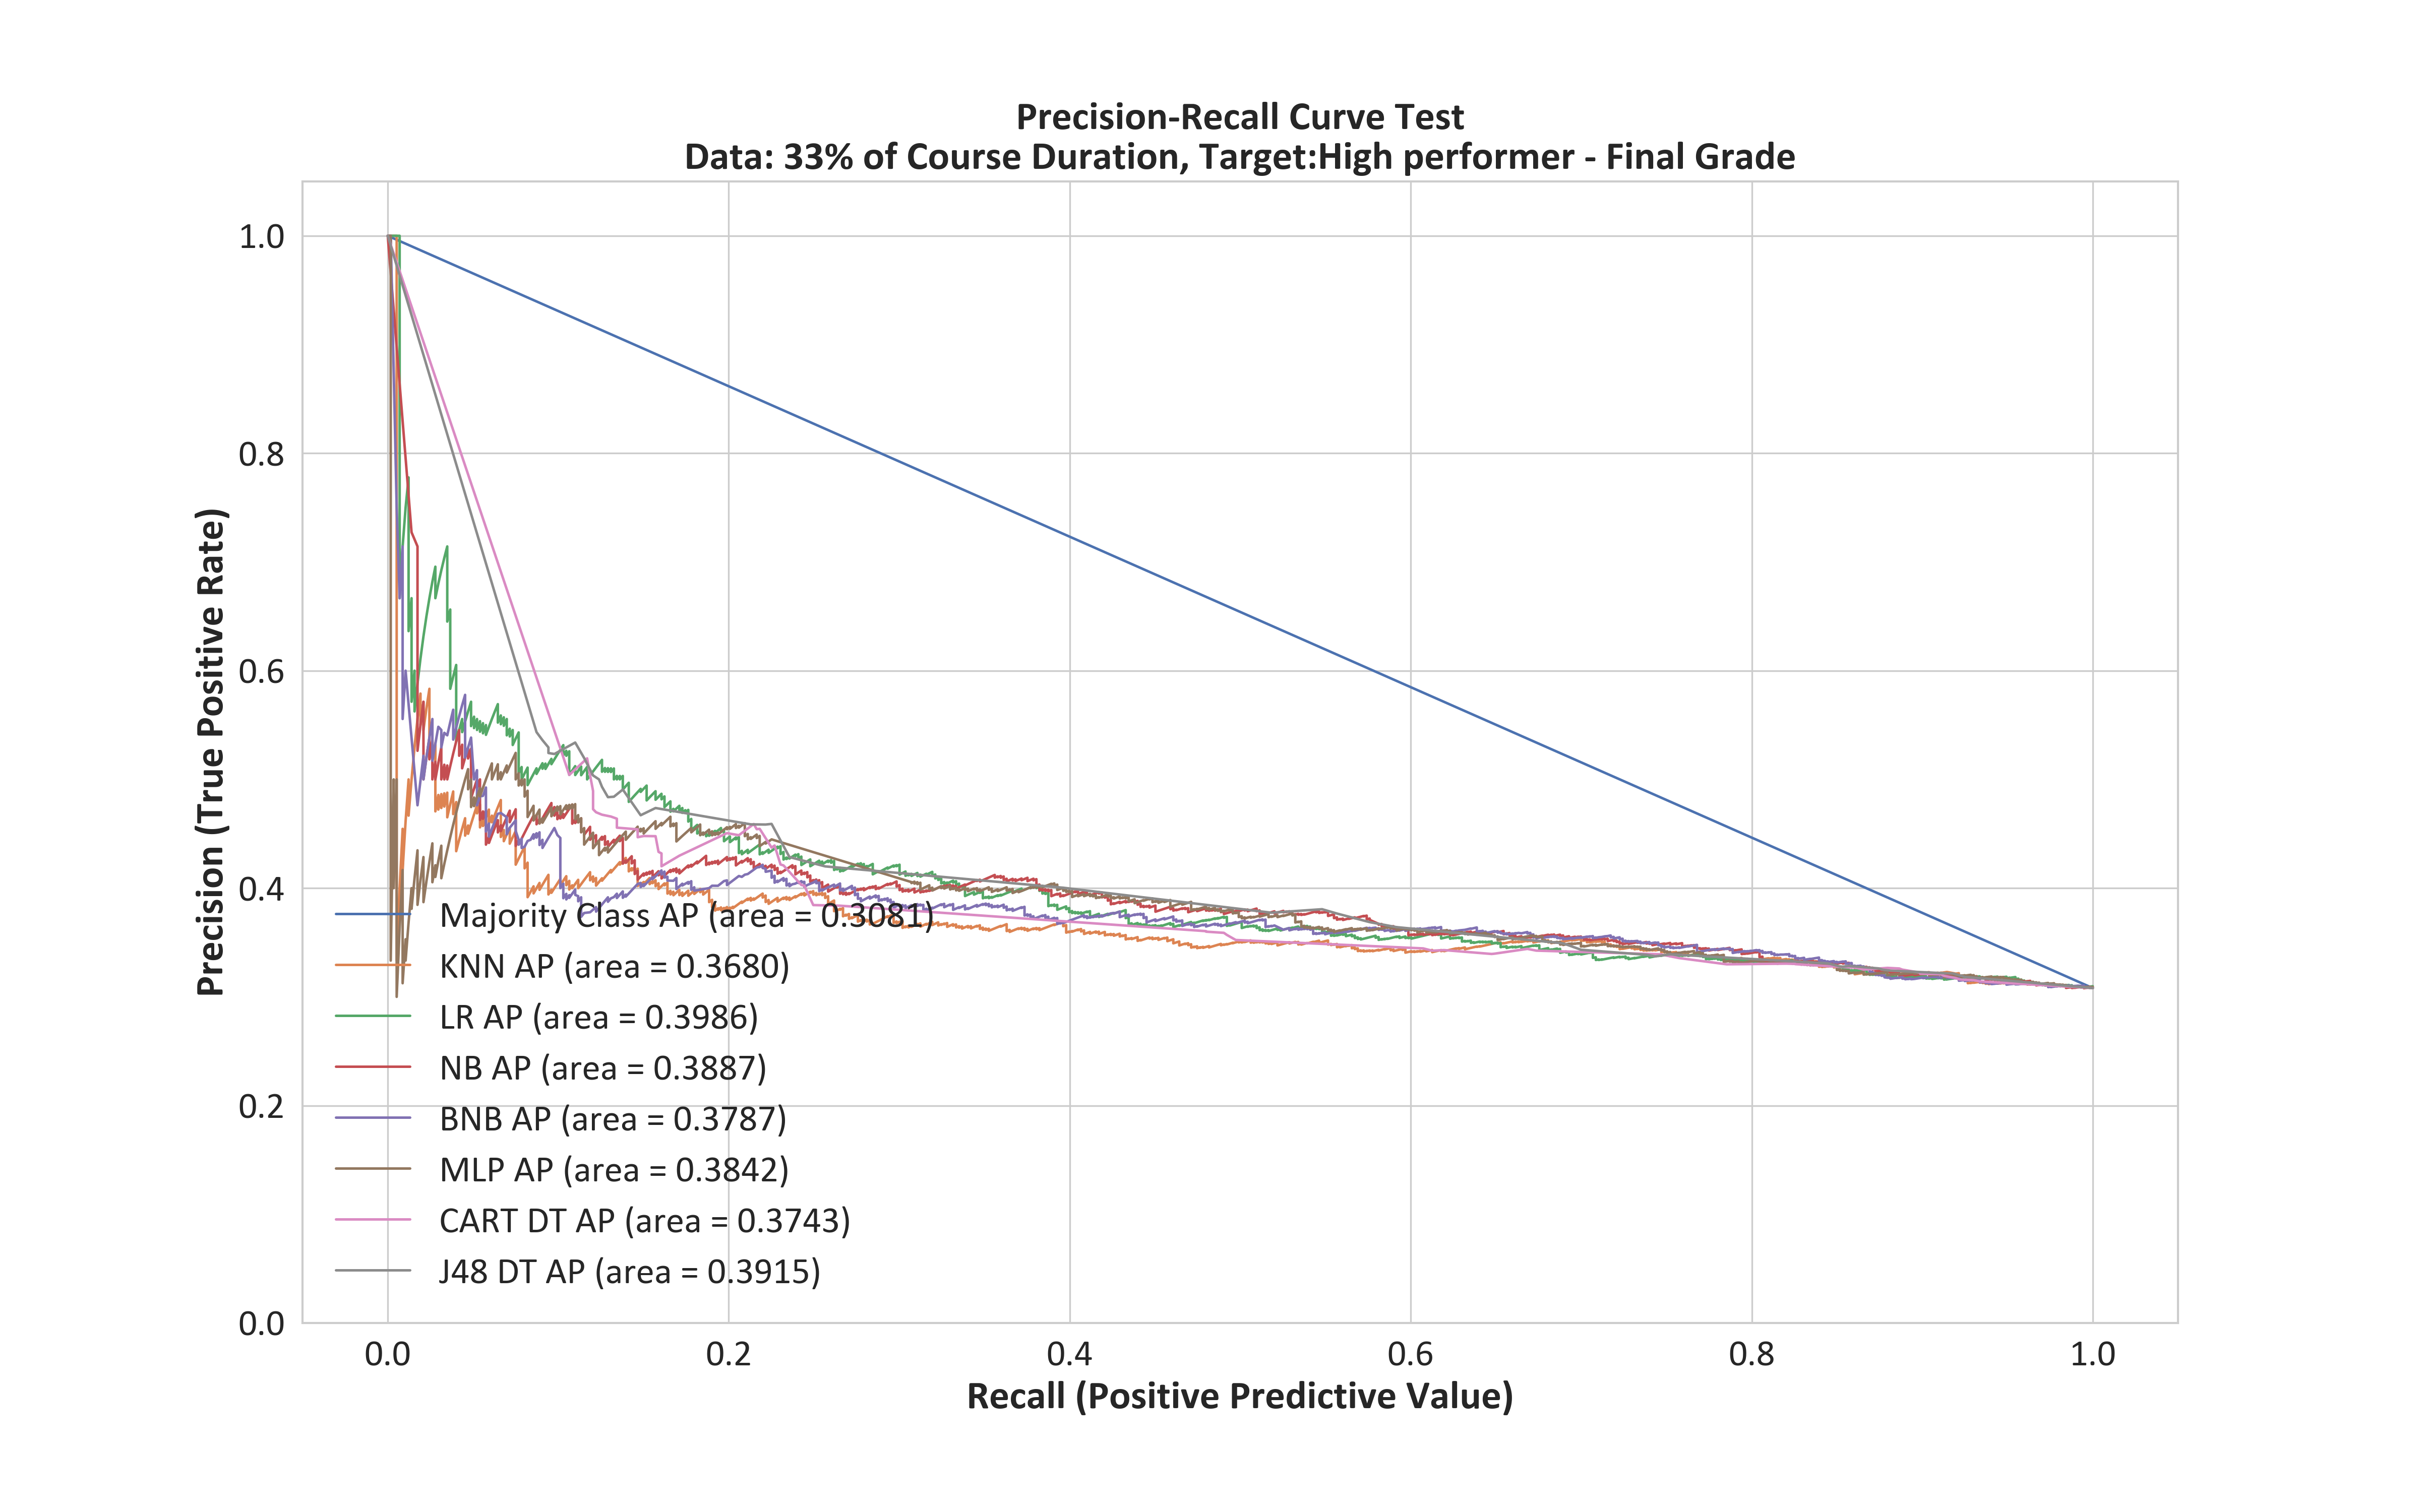 Precision-Recall Curve Test
Data: 33% of Course Duration, Target:High performer - Final Grade
Precision (True Positive Rate)
1.0
0.8
0.6
0.4
0.2
0.0
Majority Class AP (area = 0.3081)
KNN AP (area = 0.3680)
LR AP (area = 0.3986)
NB AP (area = 0.3887)
BNB AP (area = 0.3787)
MLP AP (area = 0.3842)
CART DT AP (area = 0.3743)
J48 DT AP (area = 0.3915)
0.0 0.2 0.4 0.6 0.8 1.0
Recall (Positive Predictive Value)